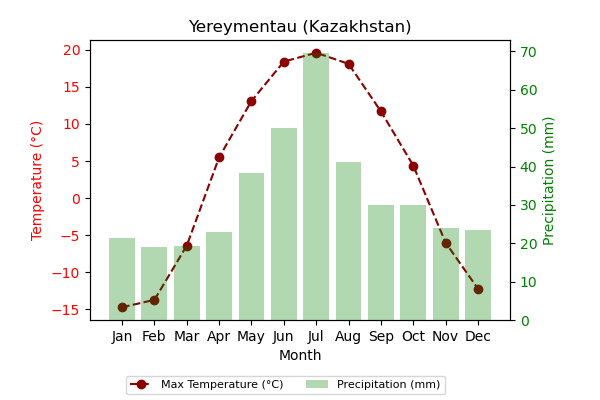 Yereymentau (Kazakhstan)
20
15
10
5
0
−5
−10
−15
Temperature (°C)
70
60
50
40
30
20
10
0
Precipitation (mm)
Jan Feb Mar Apr May Jun Jul Aug Sep Oct Nov Dec
Month
Max Temperature (°C) Precipitation (mm)